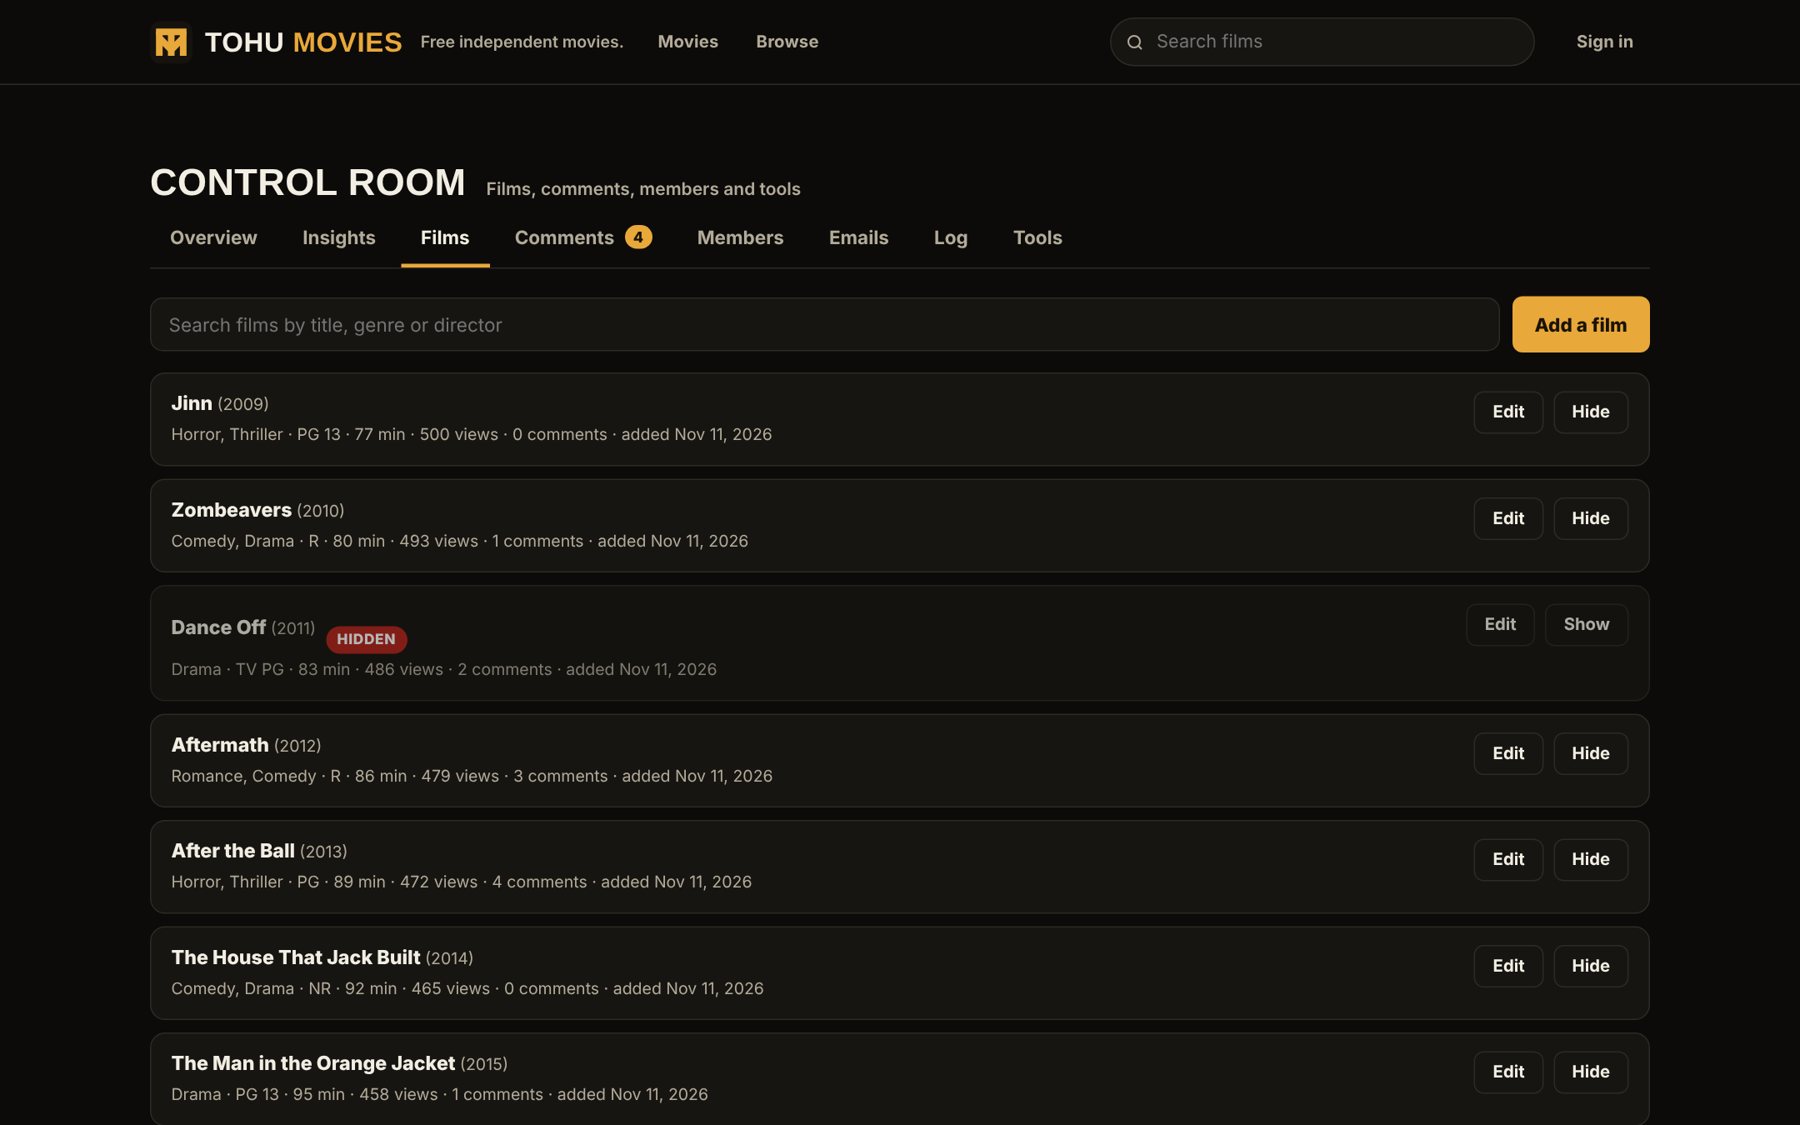 TOHU MOVIES Free independent movies. Movies Browse Search films Sign in
CONTROL ROOM Films, comments, members and tools
Overview Insights Films Comments 4 Members Emails Log Tools
Search films by title, genre or director Add a film
Jinn (2009) Edit Hide
Horror, Thriller · PG 13 · 77 min · 500 views · 0 comments · added Nov 11, 2026
Zombeavers (2010) Edit Hide
Comedy, Drama · R · 80 min · 493 views · 1 comments · added Nov 11, 2026
Dance Off (2011) HIDDEN Edit Show
Drama · TV PG · 83 min · 486 views · 2 comments · added Nov 11, 2026
Aftermath (2012) Edit Hide
Romance, Comedy · R · 86 min · 479 views · 3 comments · added Nov 11, 2026
After the Ball (2013) Edit Hide
Horror, Thriller · PG · 89 min · 472 views · 4 comments · added Nov 11, 2026
The House That Jack Built (2014) Edit Hide
Comedy, Drama · NR · 92 min · 465 views · 0 comments · added Nov 11, 2026
The Man in the Orange Jacket (2015) Edit Hide
Drama · PG 13 · 95 min · 458 views · 1 comments · added Nov 11, 2026